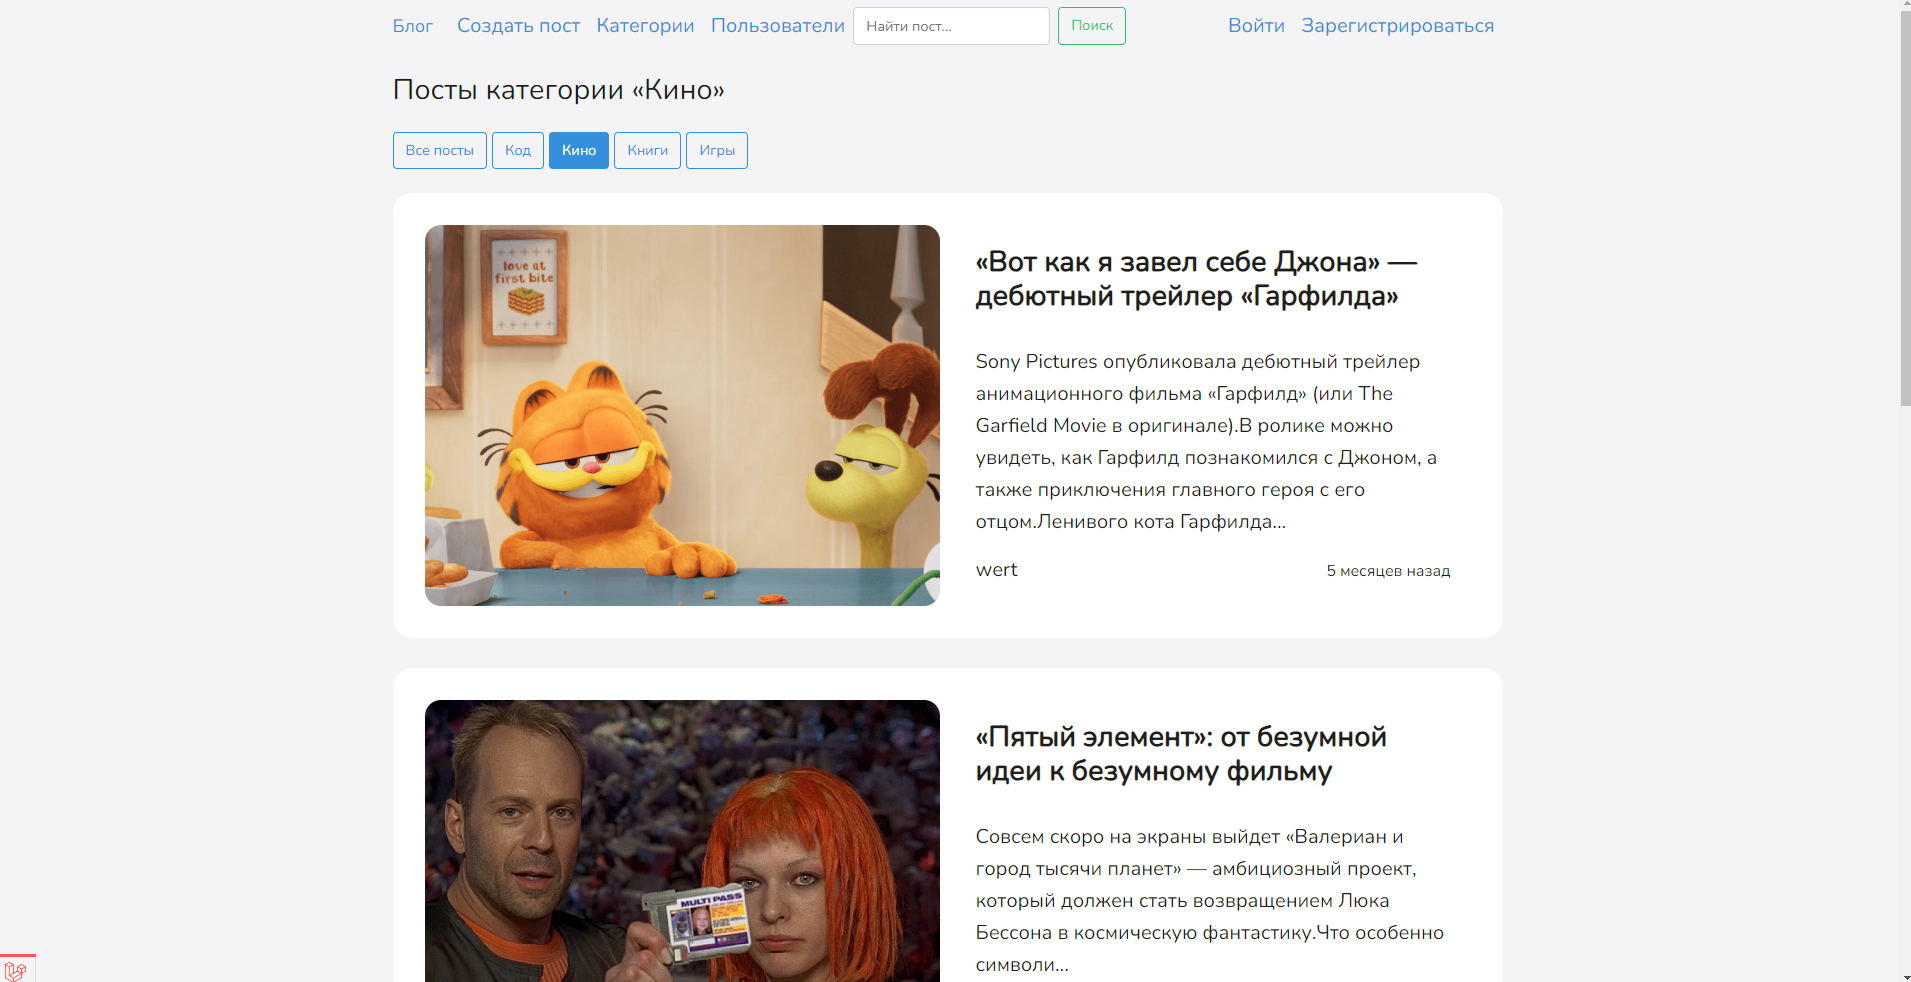 Блог Создать пост Категории Пользователи Найти пост... Поиск Войти Зарегистрироваться
Посты категории «Кино»
Все посты Код Кино Книги Игры
love at
first bite
«Вот как я завел себе Джона» —
дебютный трейлер «Гарфилда»
Sony Pictures опубликовала дебютный трейлер
анимационного фильма «Гарфилд» (или The
Garfield Movie в оригинале).В ролике можно
увидеть, как Гарфилд познакомился с Джоном, а
также приключения главного героя с его
отцом.Ленивого кота Гарфилда...
wert 5 месяцев назад
MULTI PASS
«Пятый элемент»: от безумной
идеи к безумному фильму
Совсем скоро на экраны выйдет «Валериан и
город тысячи планет» — амбициозный проект,
который должен стать возвращением Люка
Бессона в космическую фантастику.Что особенно
символи...